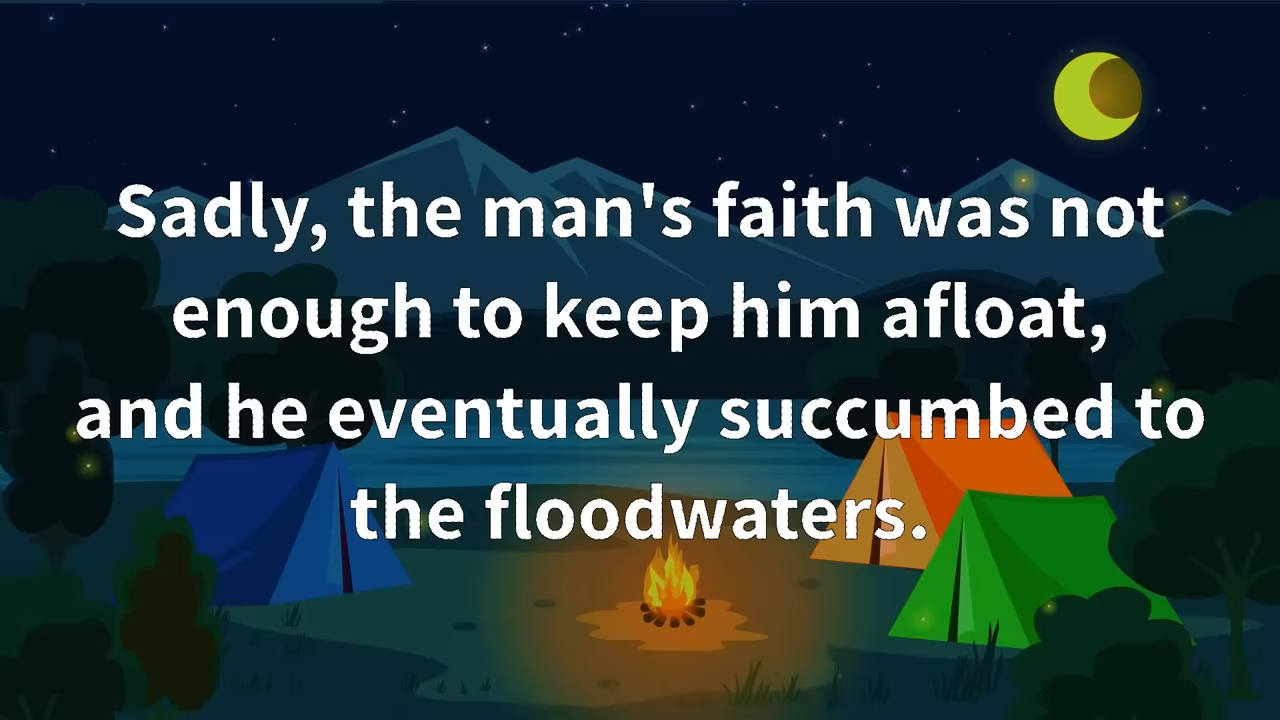 Sadly, the man's faith was not
enough to keep him afloat,
and he eventually succumbed to
the floodwaters.